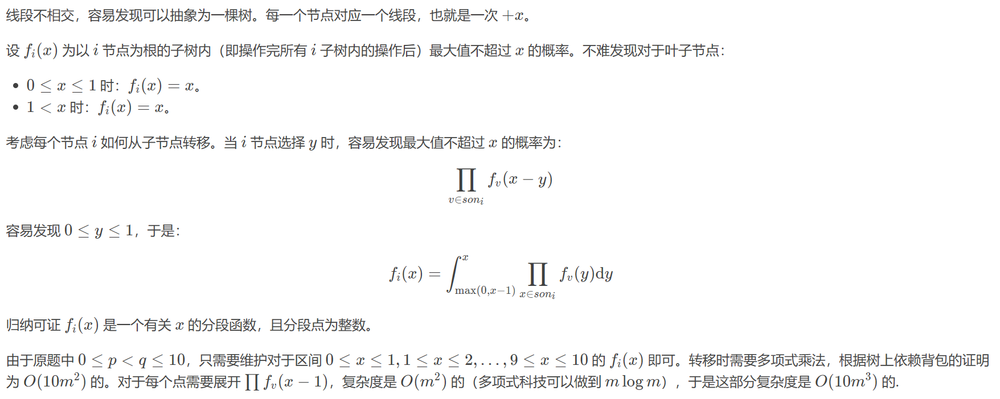 线段不相交，容易发现可以抽象为一棵树。每一个节点对应一个线段，也就是一次 $+x$。
设 $f_i(x)$ 为以 $i$ 节点为根的子树内（即操作完所有 $i$ 子树内的操作后）最大值不超过 $x$ 的概率。不难发现对于叶子节点：
• $0 \leq x \leq 1$ 时：$f_i(x) = x$。
• $1 < x$ 时：$f_i(x) = x$。
考虑每个节点 $i$ 如何从子节点转移。当 $i$ 节点选择 $y$ 时，容易发现最大值不超过 $x$ 的概率为：
$\prod_{v \in son_i} f_v(x - y)$
容易发现 $0 \leq y \leq 1$，于是：
$f_i(x) = \int_{\max(0,x-1)}^{x} \prod_{x \in son_i} f_v(y) \mathrm{d}y$
归纳可证 $f_i(x)$ 是一个有关 $x$ 的分段函数，且分段点为整数。
由于原题中 $0 \leq p < q \leq 10$，只需要维护对于区间 $0 \leq x \leq 1, 1 \leq x \leq 2, \ldots, 9 \leq x \leq 10$ 的 $f_i(x)$ 即可。转移时需要多项式乘法，根据树上依赖背包的证明
为 $O(10m^2)$ 的。对于每个点需要展开 $\prod f_v(x - 1)$，复杂度是 $O(m^2)$ 的（多项式科技可以做到 $m \log m$），于是这部分复杂度是 $O(10m^3)$ 的.